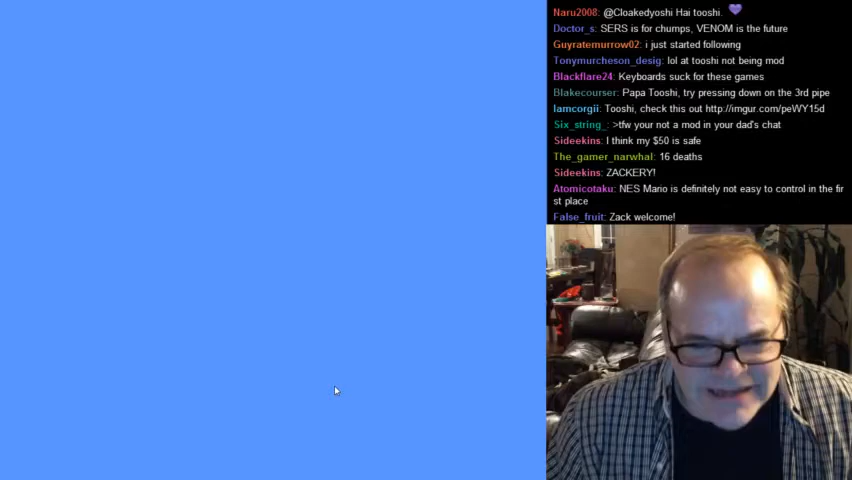 Naru2008: @Cloakedyoshi Hai tooshi.
Doctor_s: SERS is for chumps, VENOM is the future
Guyratemurrow02: i just started following
Tonymurcheson_desig: lol at tooshi not being mod
Blackflare24: Keyboards suck for these games
Blakecourser: Papa Tooshi, try pressing down on the 3rd pipe
Iamcorgii: Tooshi, check this out http://imgur.com/peWY15d
Six_string_: >tfw your not a mod in your dad's chat
Sideekins: I think my $50 is safe
The_gamer_narwhal: 16 deaths
Sideekins: ZACKERY!
Atomicotaku: NES Mario is definitely not easy to control in the fir
st place
False_fruit: Zack welcome!